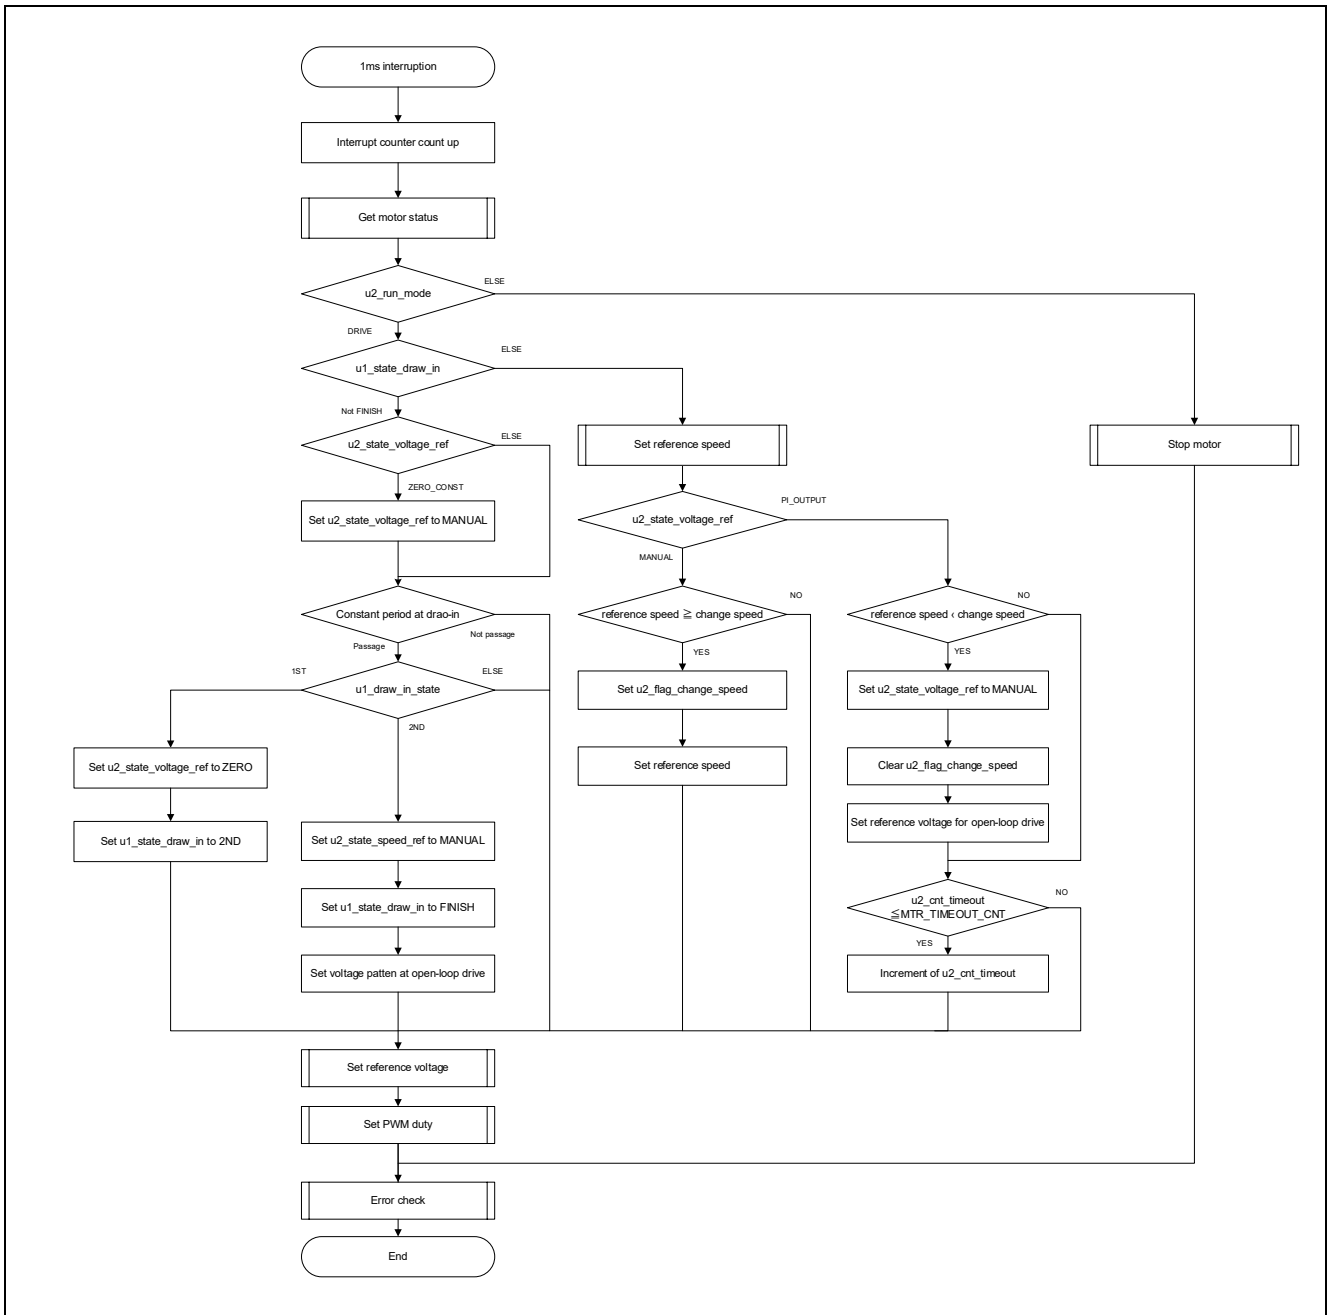 1ms interruption
Interrupt counter count up
Get motor status
u2_run_mode
ELSE
DRIVE
u1_state_draw_in
ELSE
Not FINISH
u2_state_voltage_ref
ELSE
ZERO_CONST
Set u2_state_voltage_ref to MANUAL
Constant period at drao-in
Not passage
Passage
u1_draw_in_state
1ST
ELSE
2ND
Set u2_state_voltage_ref to ZERO
Set u1_state_draw_in to 2ND
Set u2_state_speed_ref to MANUAL
Set u1_state_draw_in to FINISH
Set voltage patten at open-loop drive
Set reference speed
u2_state_voltage_ref
PI_OUTPUT
MANUAL
reference speed ≧ change speed
NO
YES
Set u2_flag_change_speed
Set reference speed
reference speed ‹ change speed
NO
YES
Set u2_state_voltage_ref to MANUAL
Clear u2_flag_change_speed
Set reference voltage for open-loop drive
u2_cnt_timeout
≦MTR_TIMEOUT_CNT
NO
YES
Increment of u2_cnt_timeout
Stop motor
Set reference voltage
Set PWM duty
Error check
End